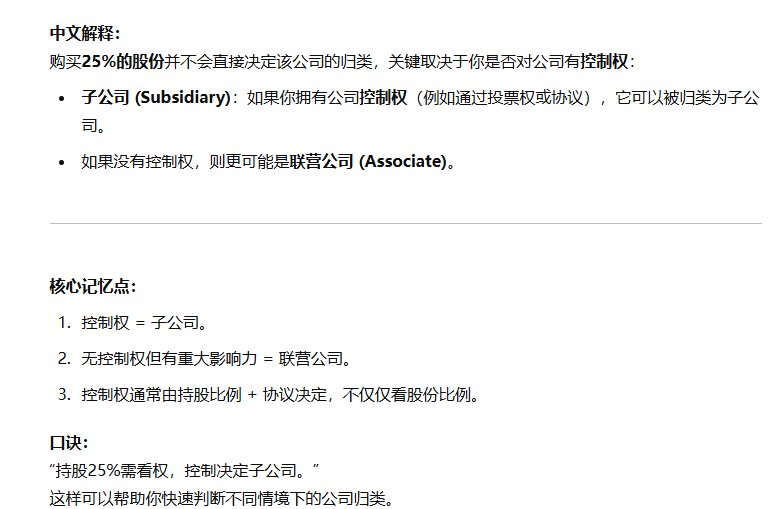 中文解释：
购买25%的股份并不会直接决定该公司的归类，关键取决于你是否对公司有控制权：
• 子公司 (Subsidiary)：如果你拥有公司控制权（例如通过投票权或协议），它可以被归类为子公
司。
• 如果没有控制权，则更可能是联营公司 (Associate)。
核心记忆点：
1. 控制权 = 子公司。
2. 无控制权但有重大影响力 = 联营公司。
3. 控制权通常由持股比例 + 协议决定，不仅仅看股份比例。
口诀：
“持股25%需看权，控制决定子公司。”
这样可以帮助你快速判断不同情境下的公司归类。